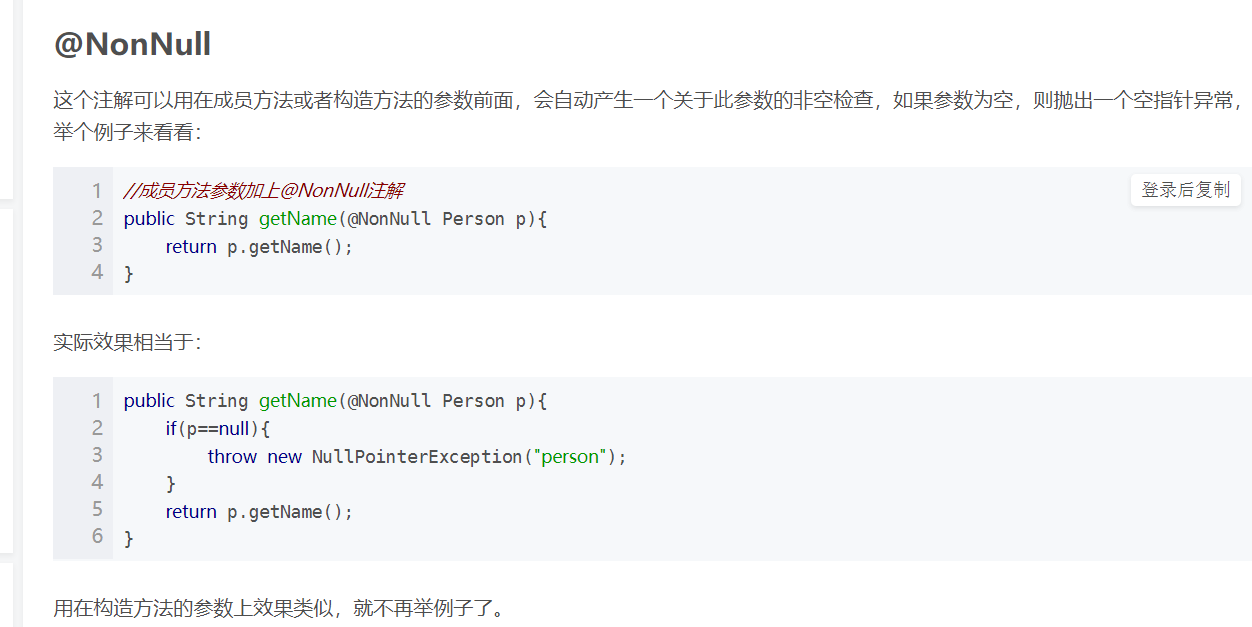 @NonNull
这个注解可以用在成员方法或者构造方法的参数前面，会自动产生一个关于此参数的非空检查，如果参数为空，则抛出一个空指针异常，
举个例子来看看：
登录后复制
1 //成员方法参数加上@NonNull注解
2 public String getName(@NonNull Person p){
3     return p.getName();
4 }
实际效果相当于：
1 public String getName(@NonNull Person p){
2     if(p==null){
3         throw new NullPointerException("person");
4     }
5     return p.getName();
6 }
用在构造方法的参数上效果类似，就不再举例子了。